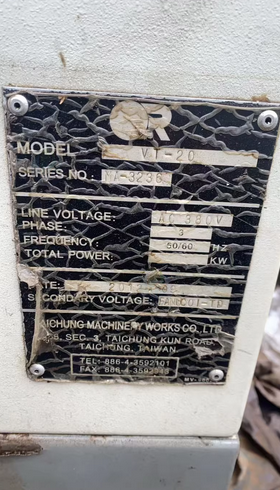 MODEL VT-20
SERIES NO.: MA-3236
LINE VOLTAGE: AC 380V
PHASE: 3
FREQUENCY: 50/60 HZ
TOTAL POWER: KW
SECONDARY VOLTAGE:
TAICHUNG MACHINERY WORKS CO., LTD.
SEC. 3, TAICHUNG KUN ROAD
TAICHUNG, TAIWAN
TEL: 886-4-3592101
FAX: 886-4-3592